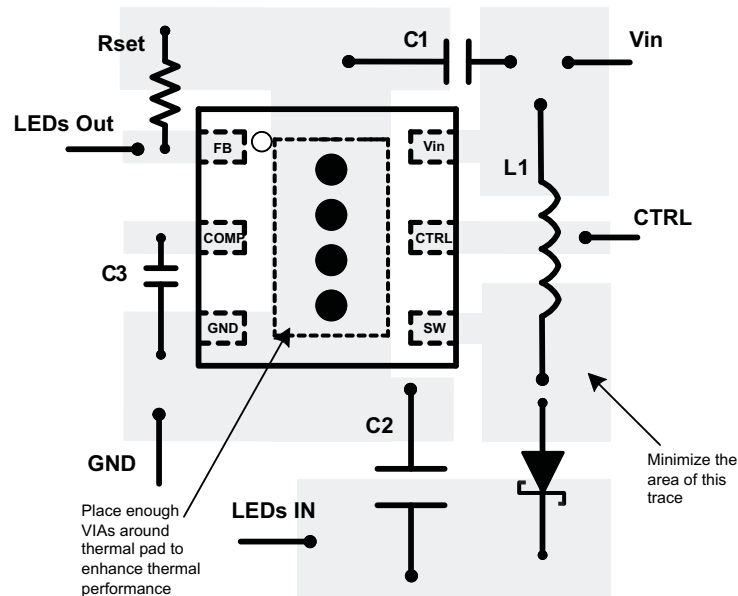 C1
Rset
Vin
LEDs Out
FB
Vin
L1
COMP
CTRL
CTRL
C3
GND
SW
C2
GND
Minimize the
area of this
trace
LEDs IN
Place enough
VIAs around
thermal pad to
enhance thermal
performance